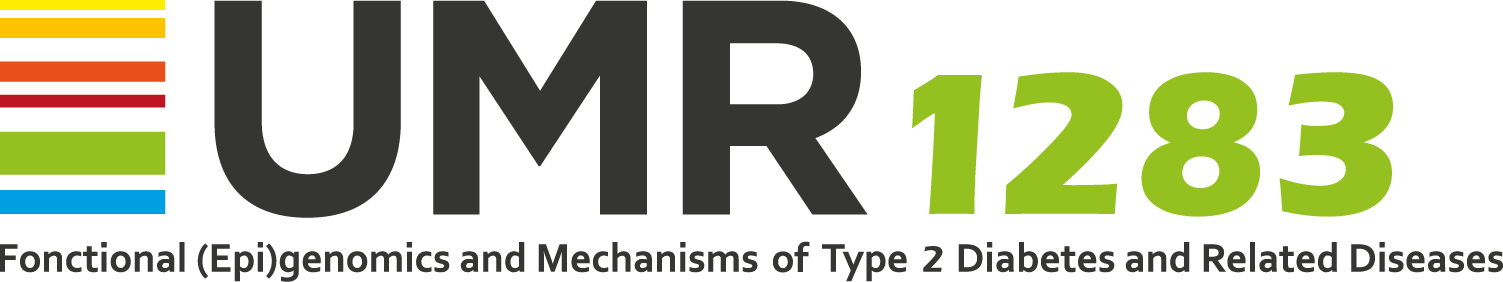 UMR 1283
Fonctional (Epi)genomics and Mechanisms of Type 2 Diabetes and Related Diseases